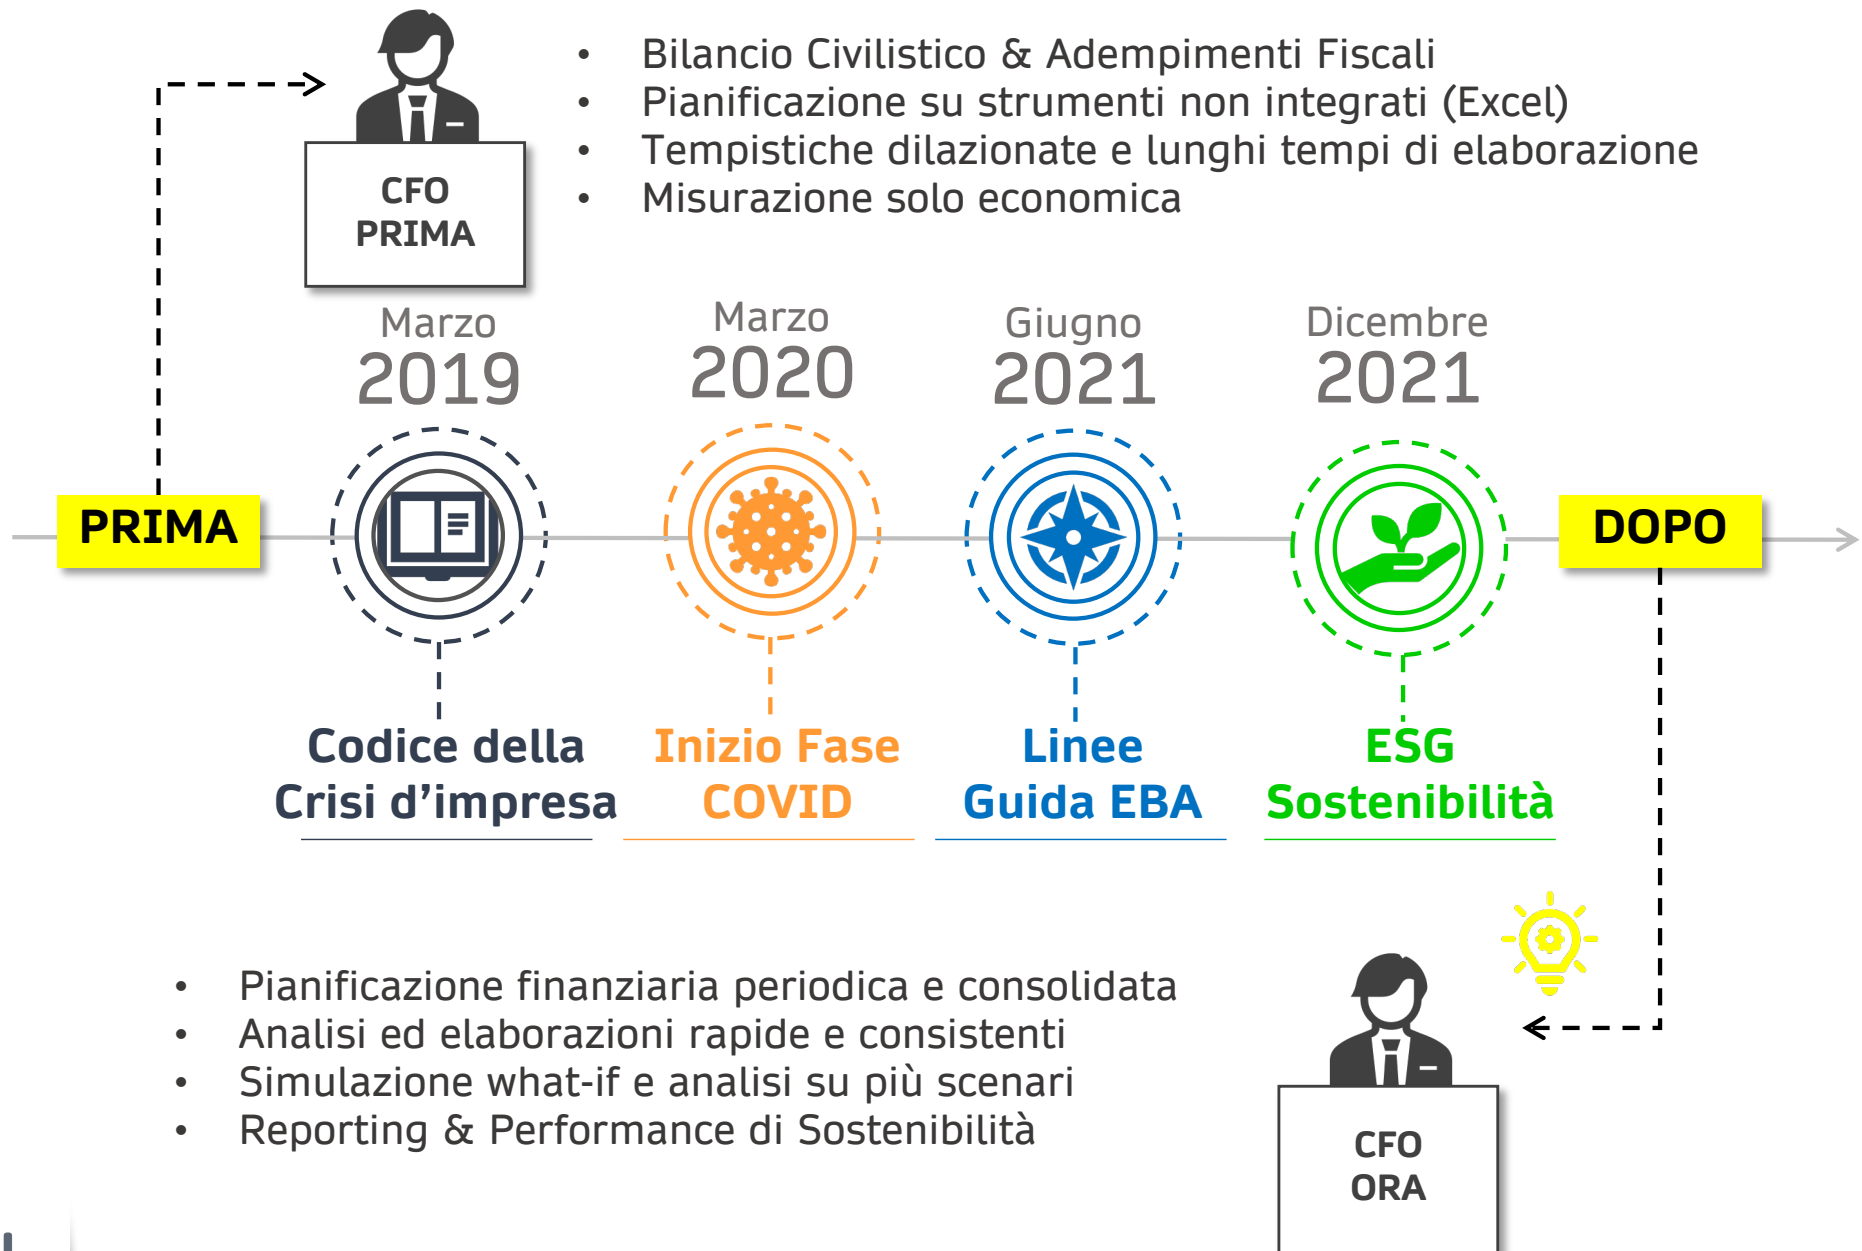 • Bilancio Civilistico & Adempimenti Fiscali
• Pianificazione su strumenti non integrati (Excel)
• Tempistiche dilazionate e lunghi tempi di elaborazione
• Misurazione solo economica
CFO
PRIMA
Marzo
2019
Marzo
2020
Giugno
2021
Dicembre
2021
PRIMA
DOPO
Codice della
Crisi d’impresa
Inizio Fase
COVID
Linee
Guida EBA
ESG
Sostenibilità
• Pianificazione finanziaria periodica e consolidata
• Analisi ed elaborazioni rapide e consistenti
• Simulazione what-if e analisi su più scenari
• Reporting & Performance di Sostenibilità
CFO
ORA